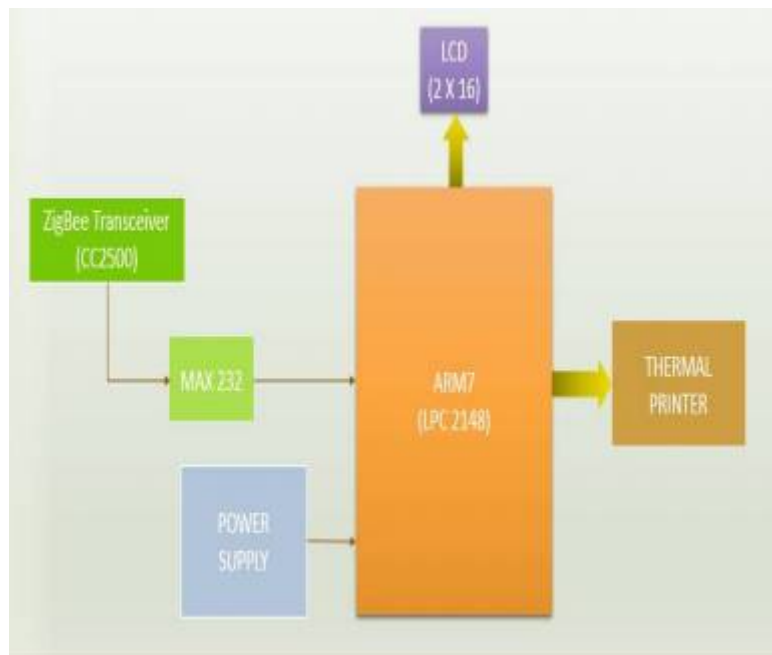 LCD
(2 X 16)
ZigBee Transceiver
(CC2500)
MAX 232
ARM7
(LPC 2148)
THERMAL
PRINTER
POWER
SUPPLY